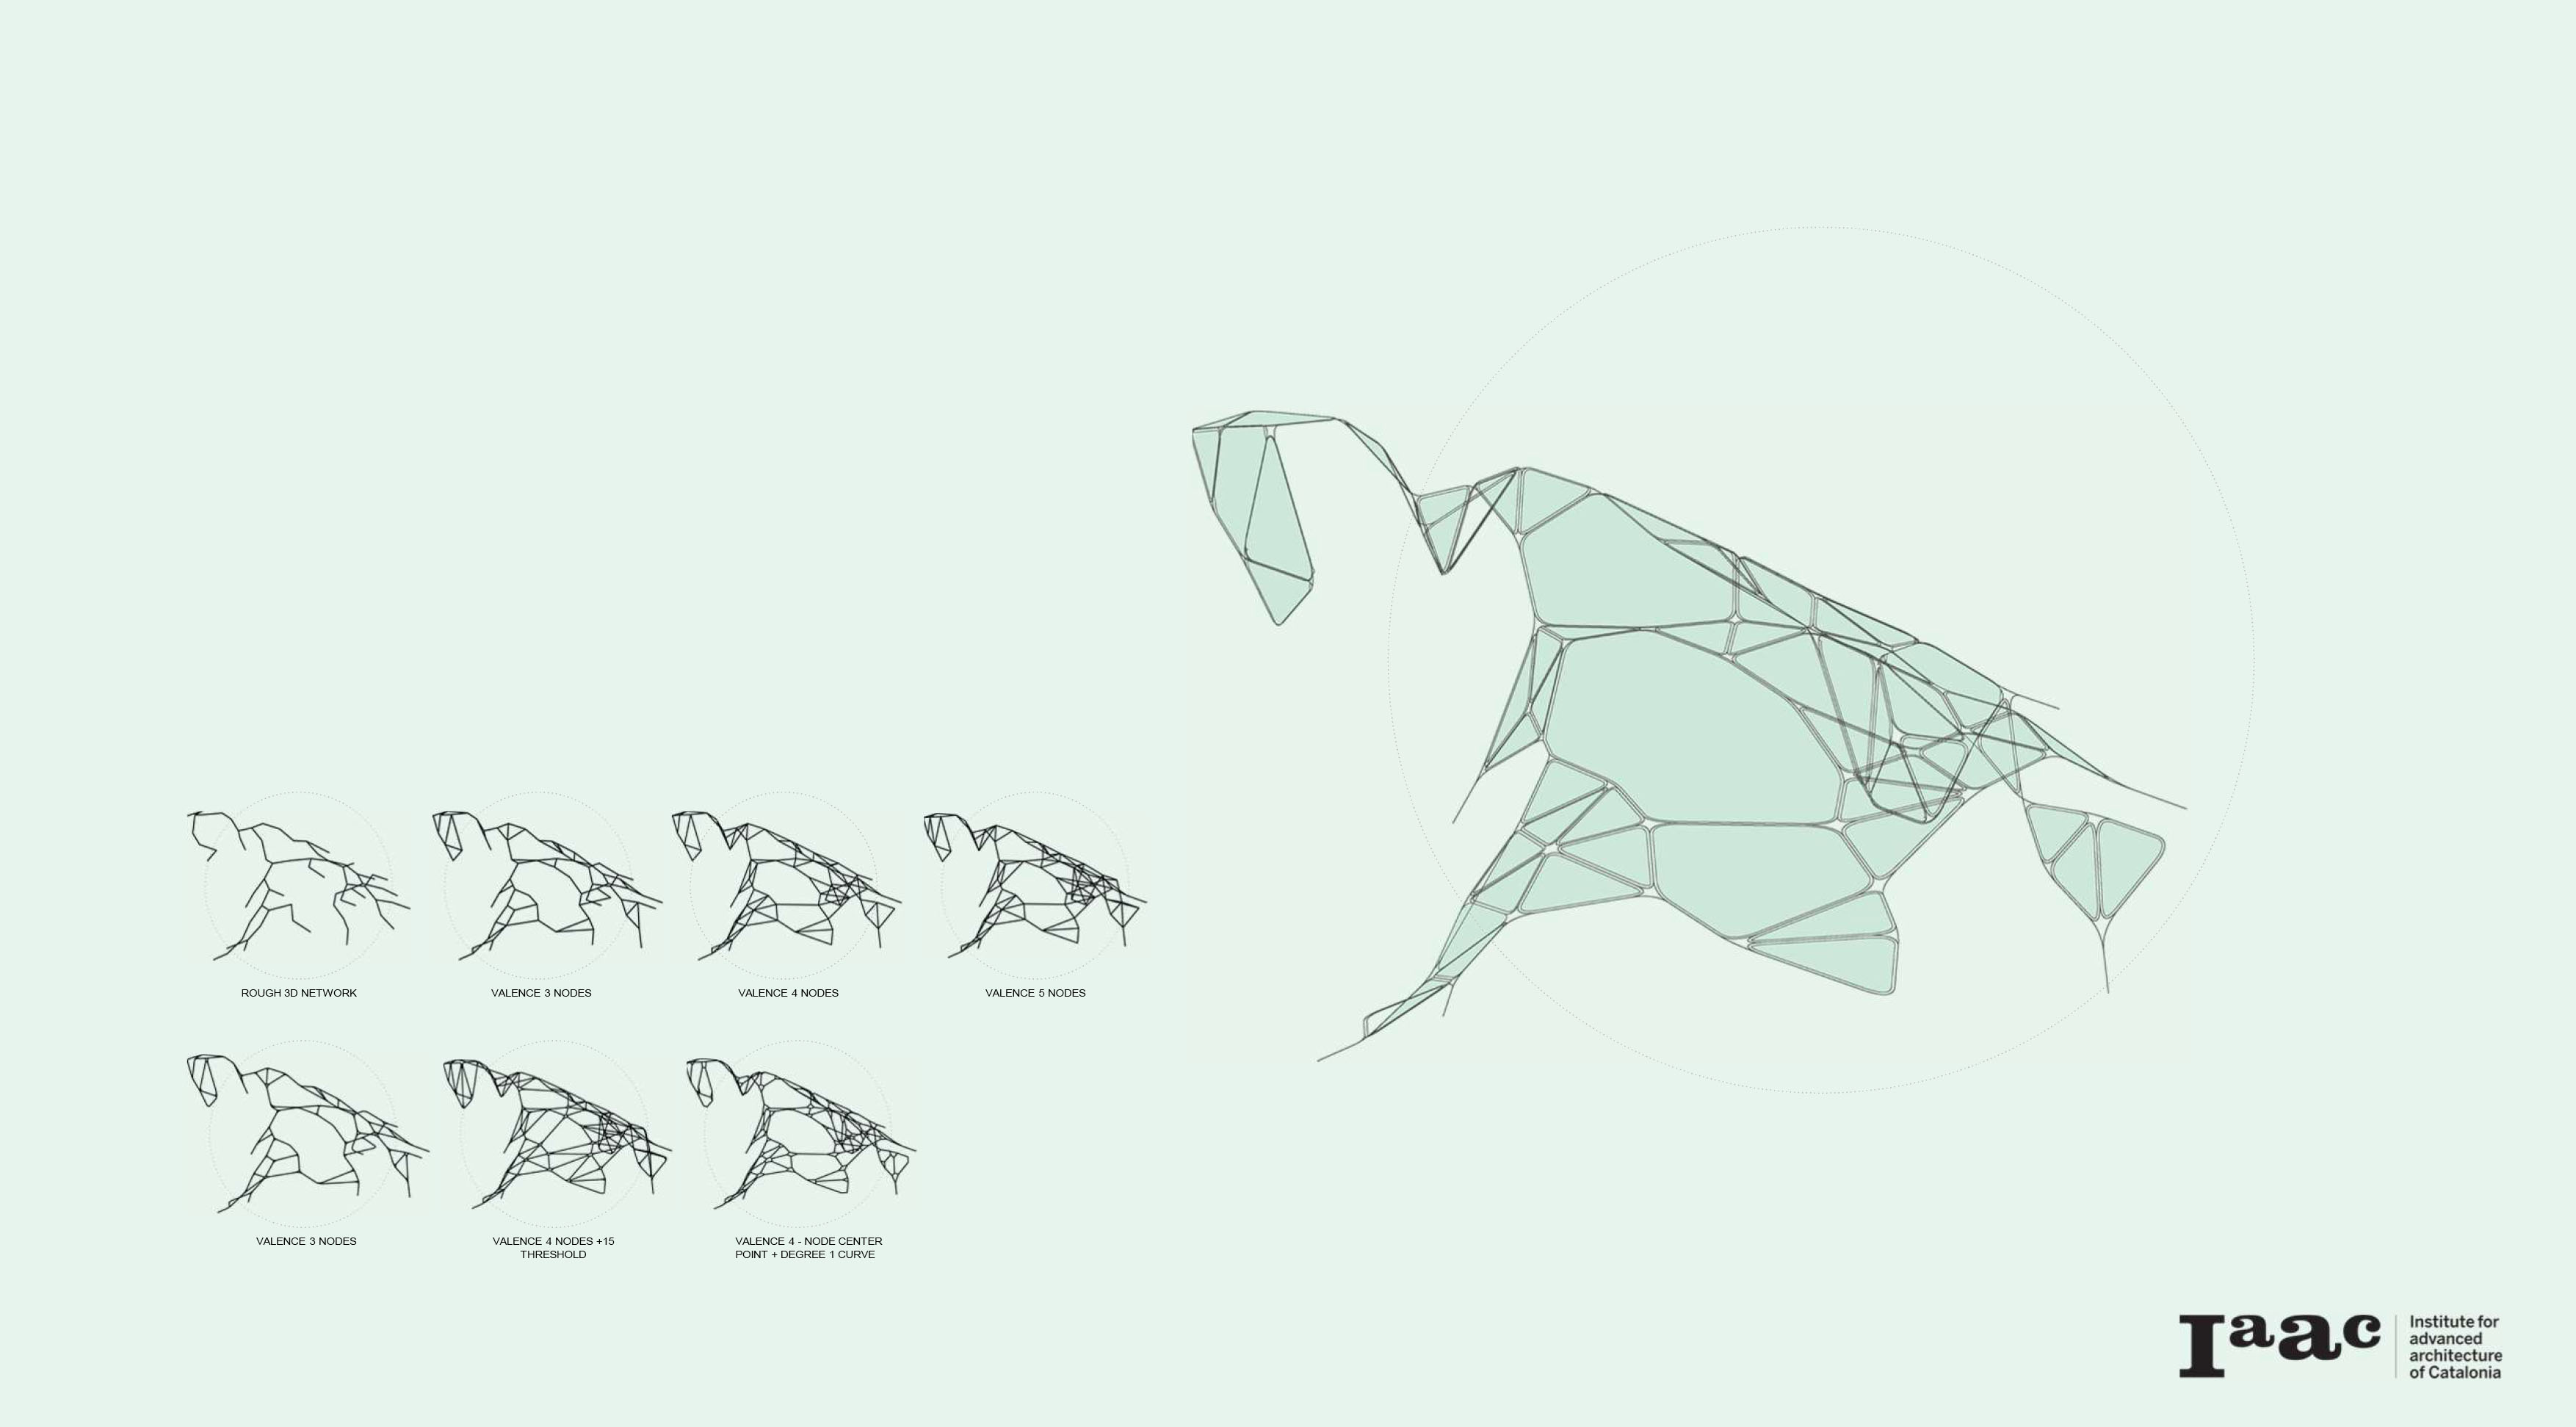 ROUGH 3D NETWORK
VALENCE 3 NODES
VALENCE 4 NODES
VALENCE 5 NODES
VALENCE 3 NODES
VALENCE 4 NODES +15
THRESHOLD
VALENCE 4 - NODE CENTER
POINT + DEGREE 1 CURVE
Iaac
Institute for
advanced
architecture
of Catalonia